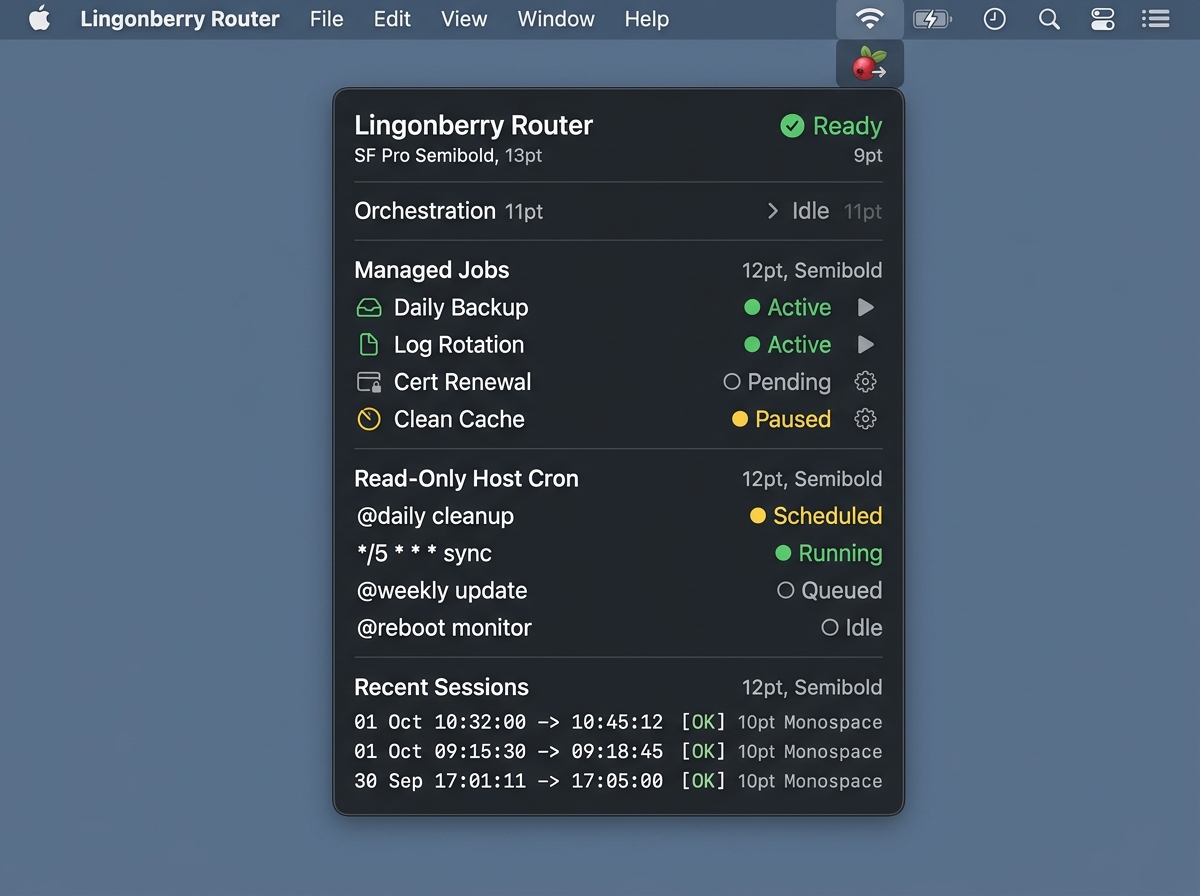 Lingonberry Router File Edit View Window Help
Lingonberry Router Ready
SF Pro Semibold, 13pt 9pt
Orchestration 11pt > Idle 11pt
Managed Jobs 12pt, Semibold
Daily Backup Active
Log Rotation Active
Cert Renewal Pending
Clean Cache Paused
Read-Only Host Cron 12pt, Semibold
@daily cleanup Scheduled
*/5 * * * sync Running
@weekly update Queued
@reboot monitor Idle
Recent Sessions 12pt, Semibold
01 Oct 10:32:00 –> 10:45:12 [OK] 10pt Monospace
01 Oct 09:15:30 –> 09:18:45 [OK] 10pt Monospace
30 Sep 17:01:11 –> 17:05:00 [OK] 10pt Monospace